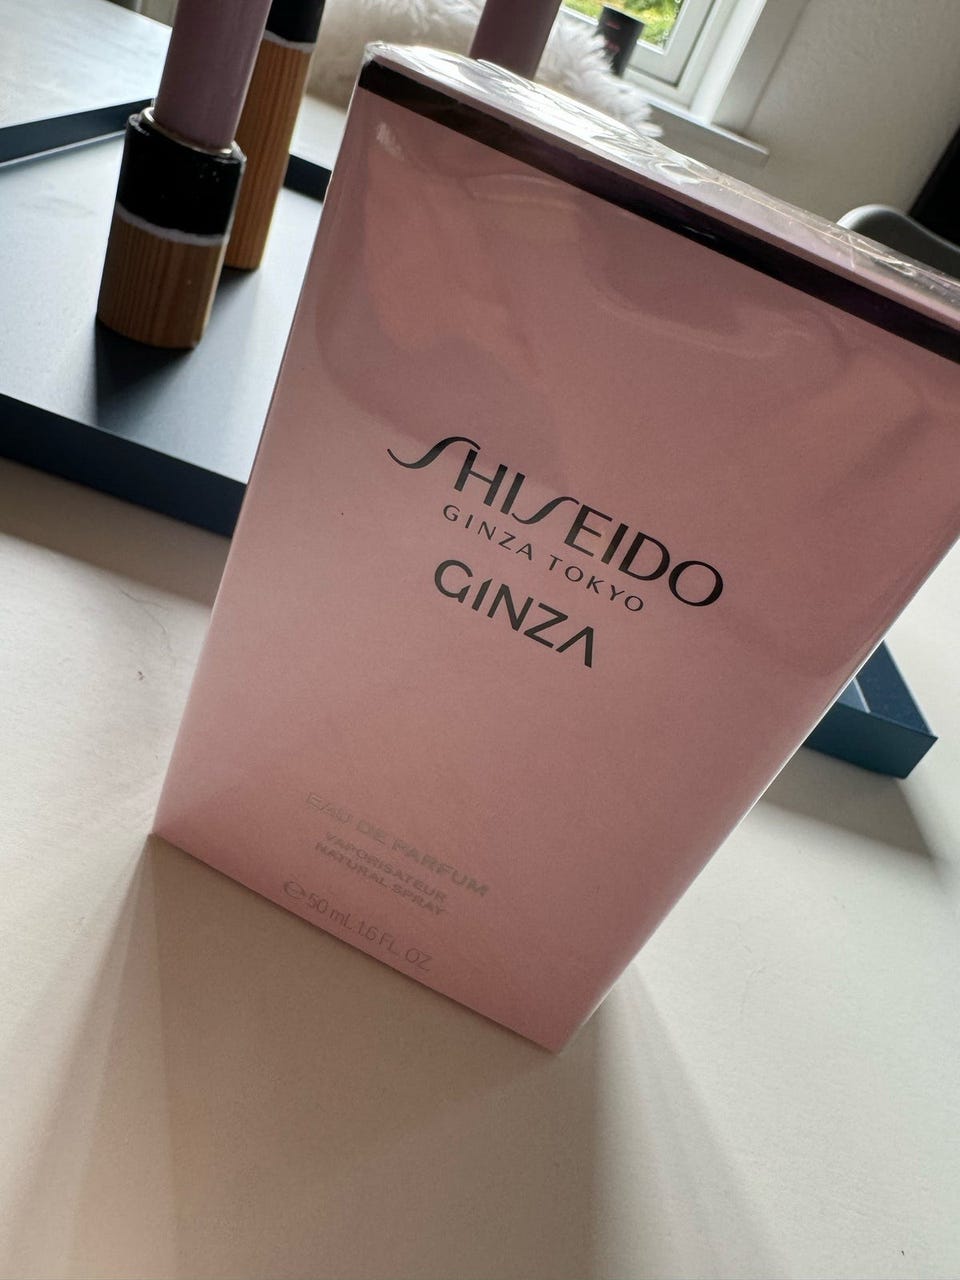 SHISEIDO
GINZA TOKYO
GINZA
EAU DE PARFUM
VAPORISATEUR
NATURAL SPRAY
℮ 50 mL 1.6 FL. OZ